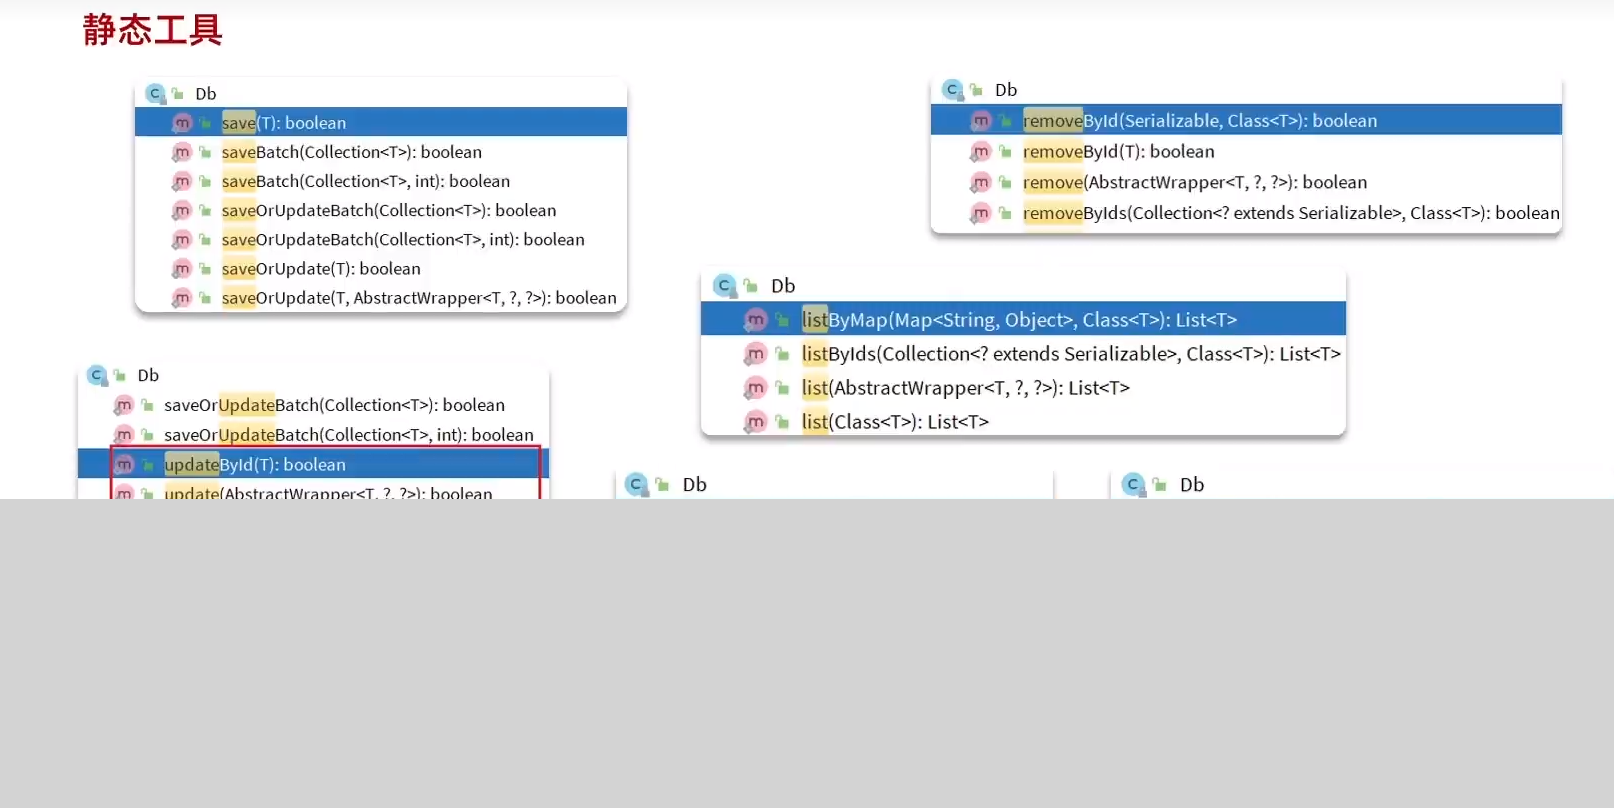 静态工具
Db
save(T): boolean
saveBatch(Collection<T>): boolean
saveBatch(Collection<T>, int): boolean
saveOrUpdateBatch(Collection<T>): boolean
saveOrUpdateBatch(Collection<T>, int): boolean
saveOrUpdate(T): boolean
saveOrUpdate(T, AbstractWrapper<T, ?, ?>): boolean
Db
removeById(Serializable, Class<T>): boolean
removeById(T): boolean
remove(AbstractWrapper<T, ?, ?>): boolean
removeByIds(Collection<? extends Serializable>, Class<T>): boolean
Db
listByMap(Map<String, Object>, Class<T>): List<T>
listByIds(Collection<? extends Serializable>, Class<T>): List<T>
list(AbstractWrapper<T, ?, ?>): List<T>
list(Class<T>): List<T>
Db
saveOrUpdateBatch(Collection<T>): boolean
saveOrUpdateBatch(Collection<T>, int): boolean
updateById(T): boolean
update(AbstractWrapper<T, ?, ?>): boolean
Db
Db